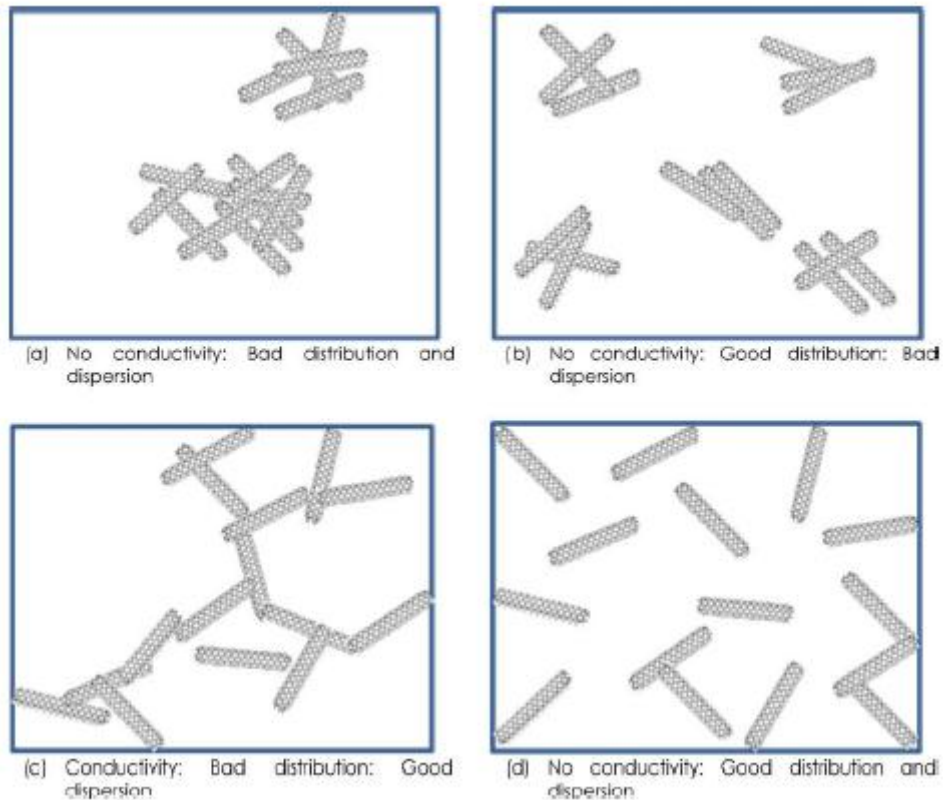 (a) No conductivity: Bad distribution and
dispersion
(b) No conductivity: Good distribution: Bad
dispersion
(c) Conductivity: Bad distribution: Good
dispersion
(d) No conductivity: Good distribution and
dispersion